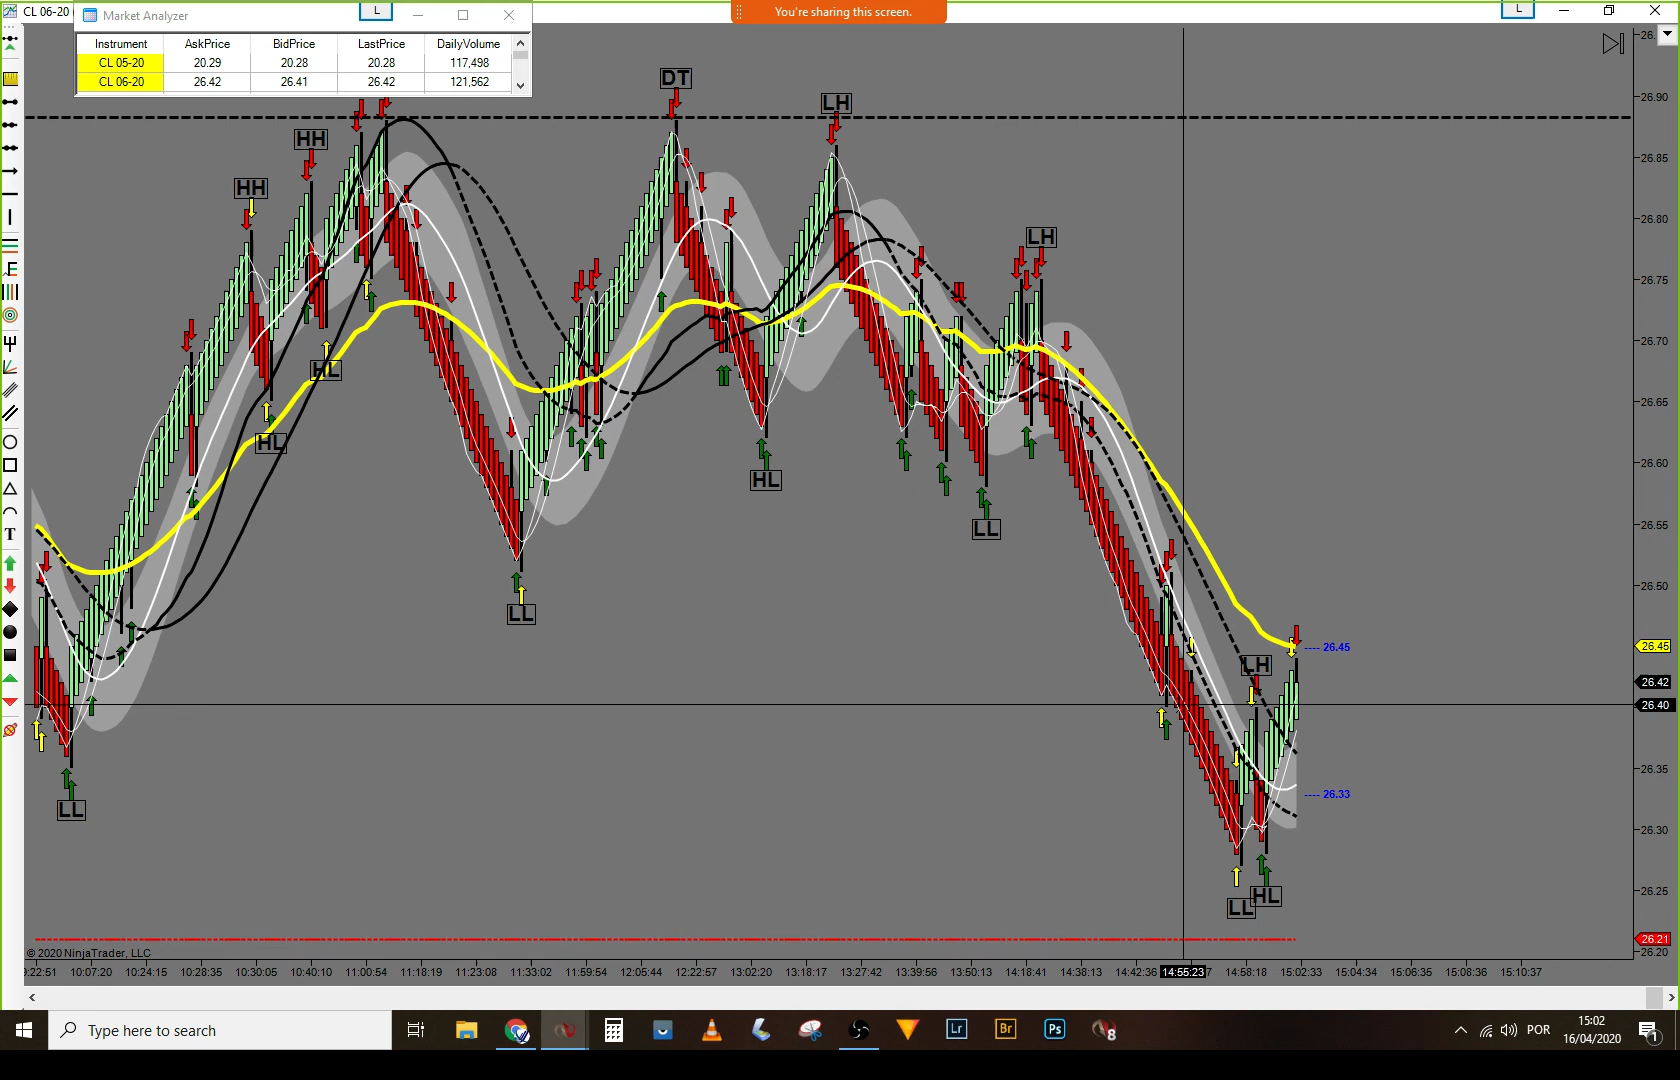 CL 06-20
Market Analyzer
L
You're sharing this screen.
L
Instrument AskPrice BidPrice LastPrice DailyVolume
CL 05-20 20.29 20.28 20.28 117,498
CL 06-20 26.42 26.41 26.42 121,562
26.90
26.85
26.80
26.75
26.70
26.65
26.60
26.55
26.50
26.45
26.42
26.40
26.35
26.30
26.25
26.21
26.20
DT
LH
HH
HH
LH
HL
HL
HL
LL
LL
---- 26.45
LH
---- 26.33
LL
HL
LL
F
T
© 2020 NinjaTrader, LLC
9:22:51 10:07:20 10:24:15 10:28:35 10:30:05 10:40:10 11:00:54 11:18:19 11:23:08 11:33:02 11:59:54 12:05:44 12:22:57 13:02:20 13:18:17 13:27:42 13:39:56 13:50:13 14:18:41 14:38:13 14:42:36 14:55:23 14:58:18 15:02:33 15:04:34 15:06:35 15:08:36 15:10:37
Type here to search
Lr Br Ps 8
POR
15:02
16/04/2020
1